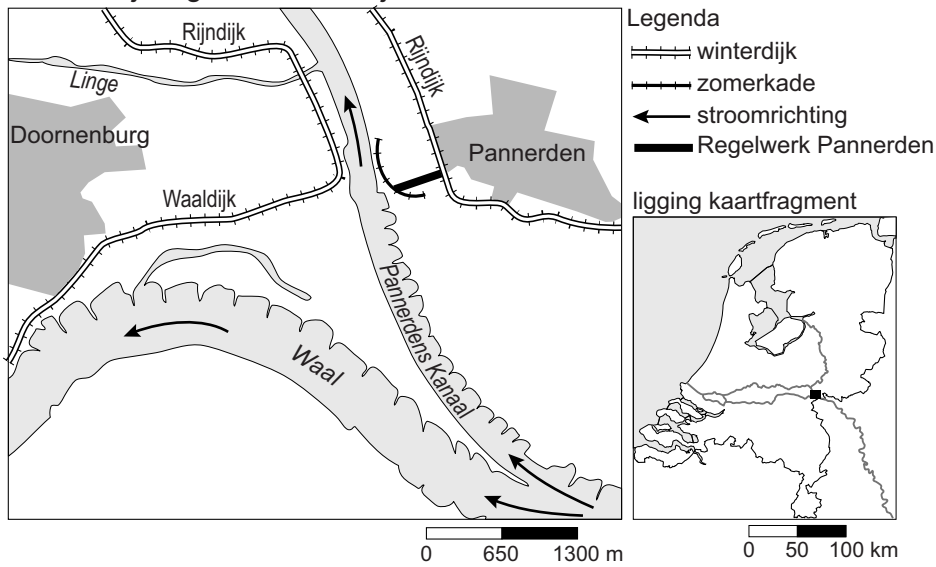 Legenda
winterdijk
zomerkade
stroomrichting
Regelwerk Pannerden
Rijndijk
Rijndijk
Linge
Doornenburg
Pannerden
Waaldijk
Pannerdens Kanaal
Waal
0 650 1300 m
ligging kaartfragment
0 50 100 km